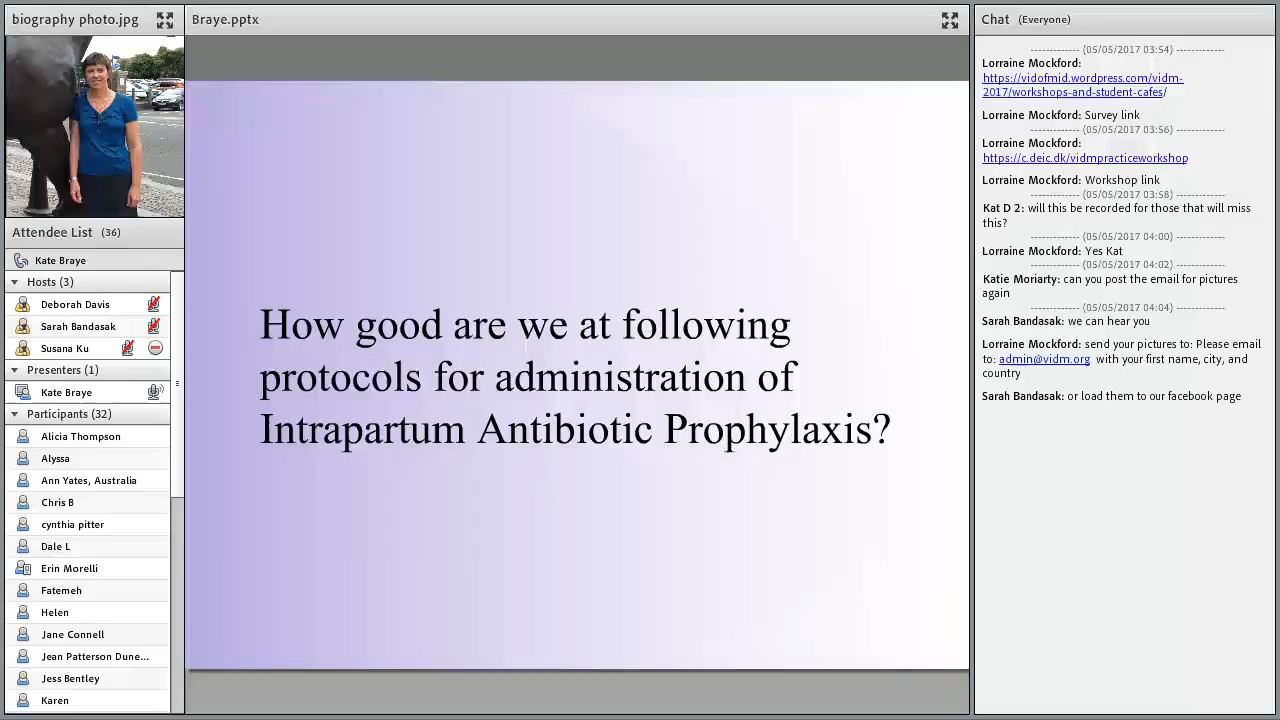 biography photo.jpg
Attendee List (36)
Kate Braye
Hosts (3)
Deborah Davis
Sarah Bandasak
Susana Ku
Presenters (1)
Kate Braye
Participants (32)
Alicia Thompson
Alyssa
Ann Yates, Australia
Chris B
cynthia pitter
Dale L
Erin Morelli
Fatemeh
Helen
Jane Connell
Jean Patterson Dune...
Jess Bentley
Karen
Braye.pptx
How good are we at following
protocols for administration of
Intrapartum Antibiotic Prophylaxis?
Chat (Everyone)
------------- (05/05/2017 03:54) -------------
Lorraine Mockford:
https://vidofmid.wordpress.com/vidm-
2017/workshops-and-student-cafes/
Lorraine Mockford: Survey link
------------- (05/05/2017 03:56) -------------
Lorraine Mockford:
https://c.deic.dk/vidmpracticeworkshop
Lorraine Mockford: Workshop link
------------- (05/05/2017 03:58) -------------
Kat D 2: will this be recorded for those that will miss
this?
------------- (05/05/2017 04:00) -------------
Lorraine Mockford: Yes Kat
------------- (05/05/2017 04:02) -------------
Katie Moriarty: can you post the email for pictures
again
------------- (05/05/2017 04:04) -------------
Sarah Bandasak: we can hear you
Lorraine Mockford: send your pictures to: Please email
to: admin@vidm.org with your first name, city, and
country
Sarah Bandasak: or load them to our facebook page